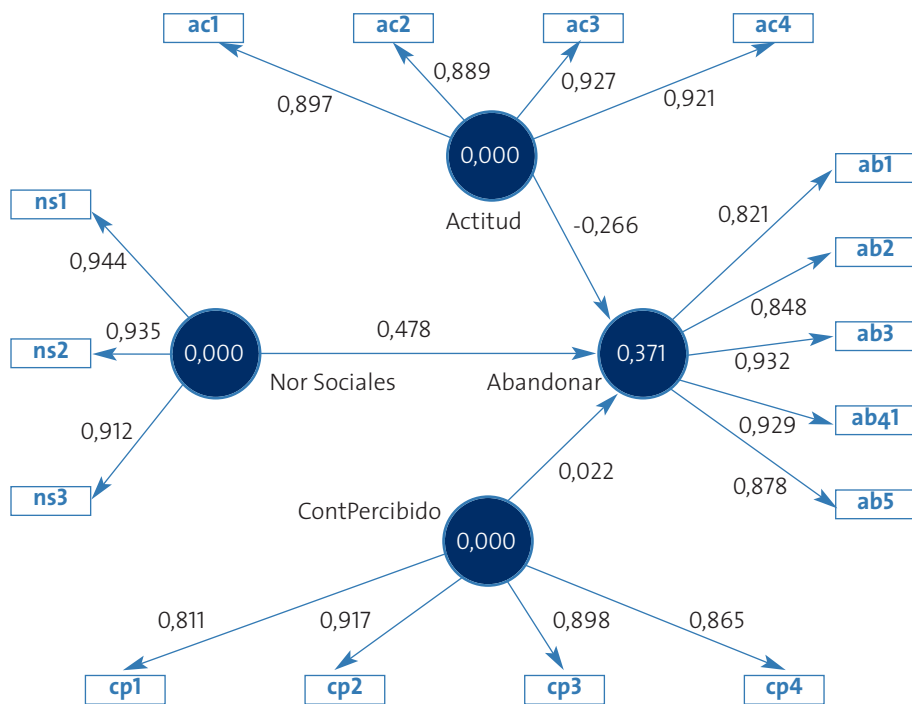 ac1 ac2 ac3 ac4
0,897 0,889 0,927 0,921
0,000
Actitud
ab1
ns1
0,821
-0,266
ab2
0,944
0,848
ns2 0,935 0,000 0,478 0,371 ab3
0,932
Nor Sociales Abandonar
0,912
0,929 ab41
0,022
0,878
ns3 ContPercibido ab5
0,000
0,811 0,917 0,898 0,865
cp1 cp2 cp3 cp4